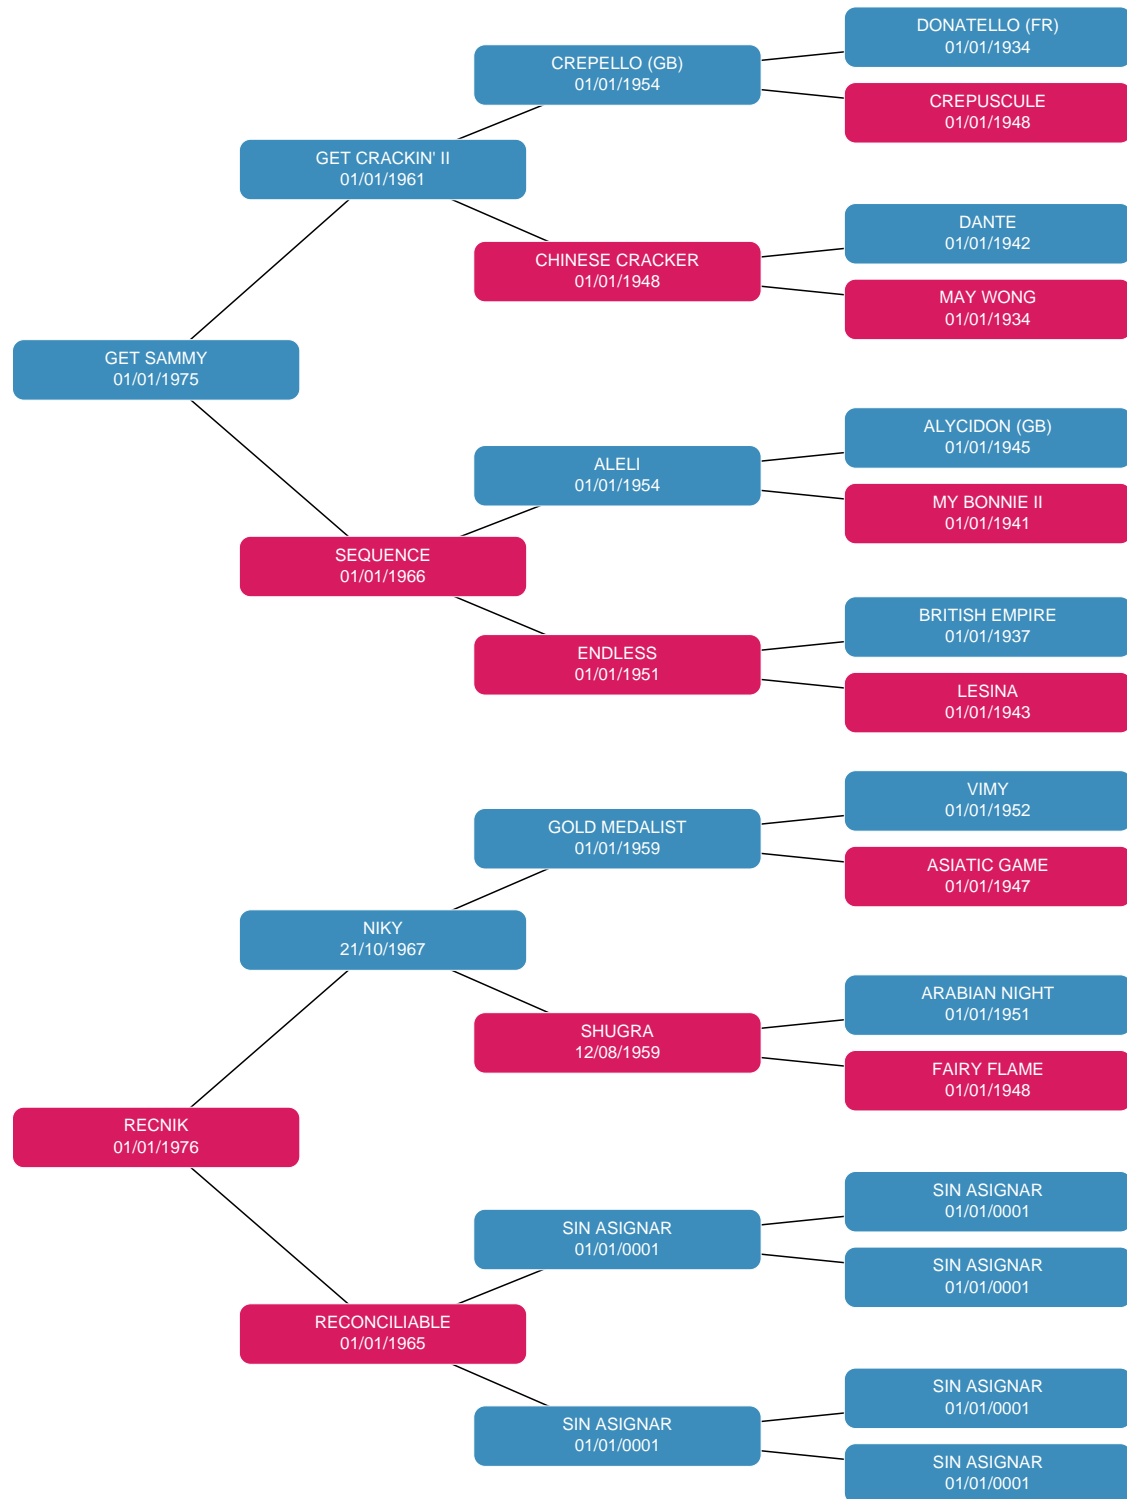 DONATELLO (FR)
01/01/1934
CREPELLO (GB)
01/01/1954
CREPUSCULE
01/01/1948
GET CRACKIN' II
01/01/1961
DANTE
01/01/1942
CHINESE CRACKER
01/01/1948
MAY WONG
01/01/1934
GET SAMMY
01/01/1975
ALYCIDON (GB)
01/01/1945
ALELI
01/01/1954
MY BONNIE II
01/01/1941
SEQUENCE
01/01/1966
BRITISH EMPIRE
01/01/1937
ENDLESS
01/01/1951
LESINA
01/01/1943
VIMY
01/01/1952
GOLD MEDALIST
01/01/1959
ASIATIC GAME
01/01/1947
NIKY
21/10/1967
ARABIAN NIGHT
01/01/1951
SHUGRA
12/08/1959
FAIRY FLAME
01/01/1948
RECNIK
01/01/1976
SIN ASIGNAR
01/01/0001
SIN ASIGNAR
01/01/0001
SIN ASIGNAR
01/01/0001
RECONCILIABLE
01/01/1965
SIN ASIGNAR
01/01/0001
SIN ASIGNAR
01/01/0001
SIN ASIGNAR
01/01/0001